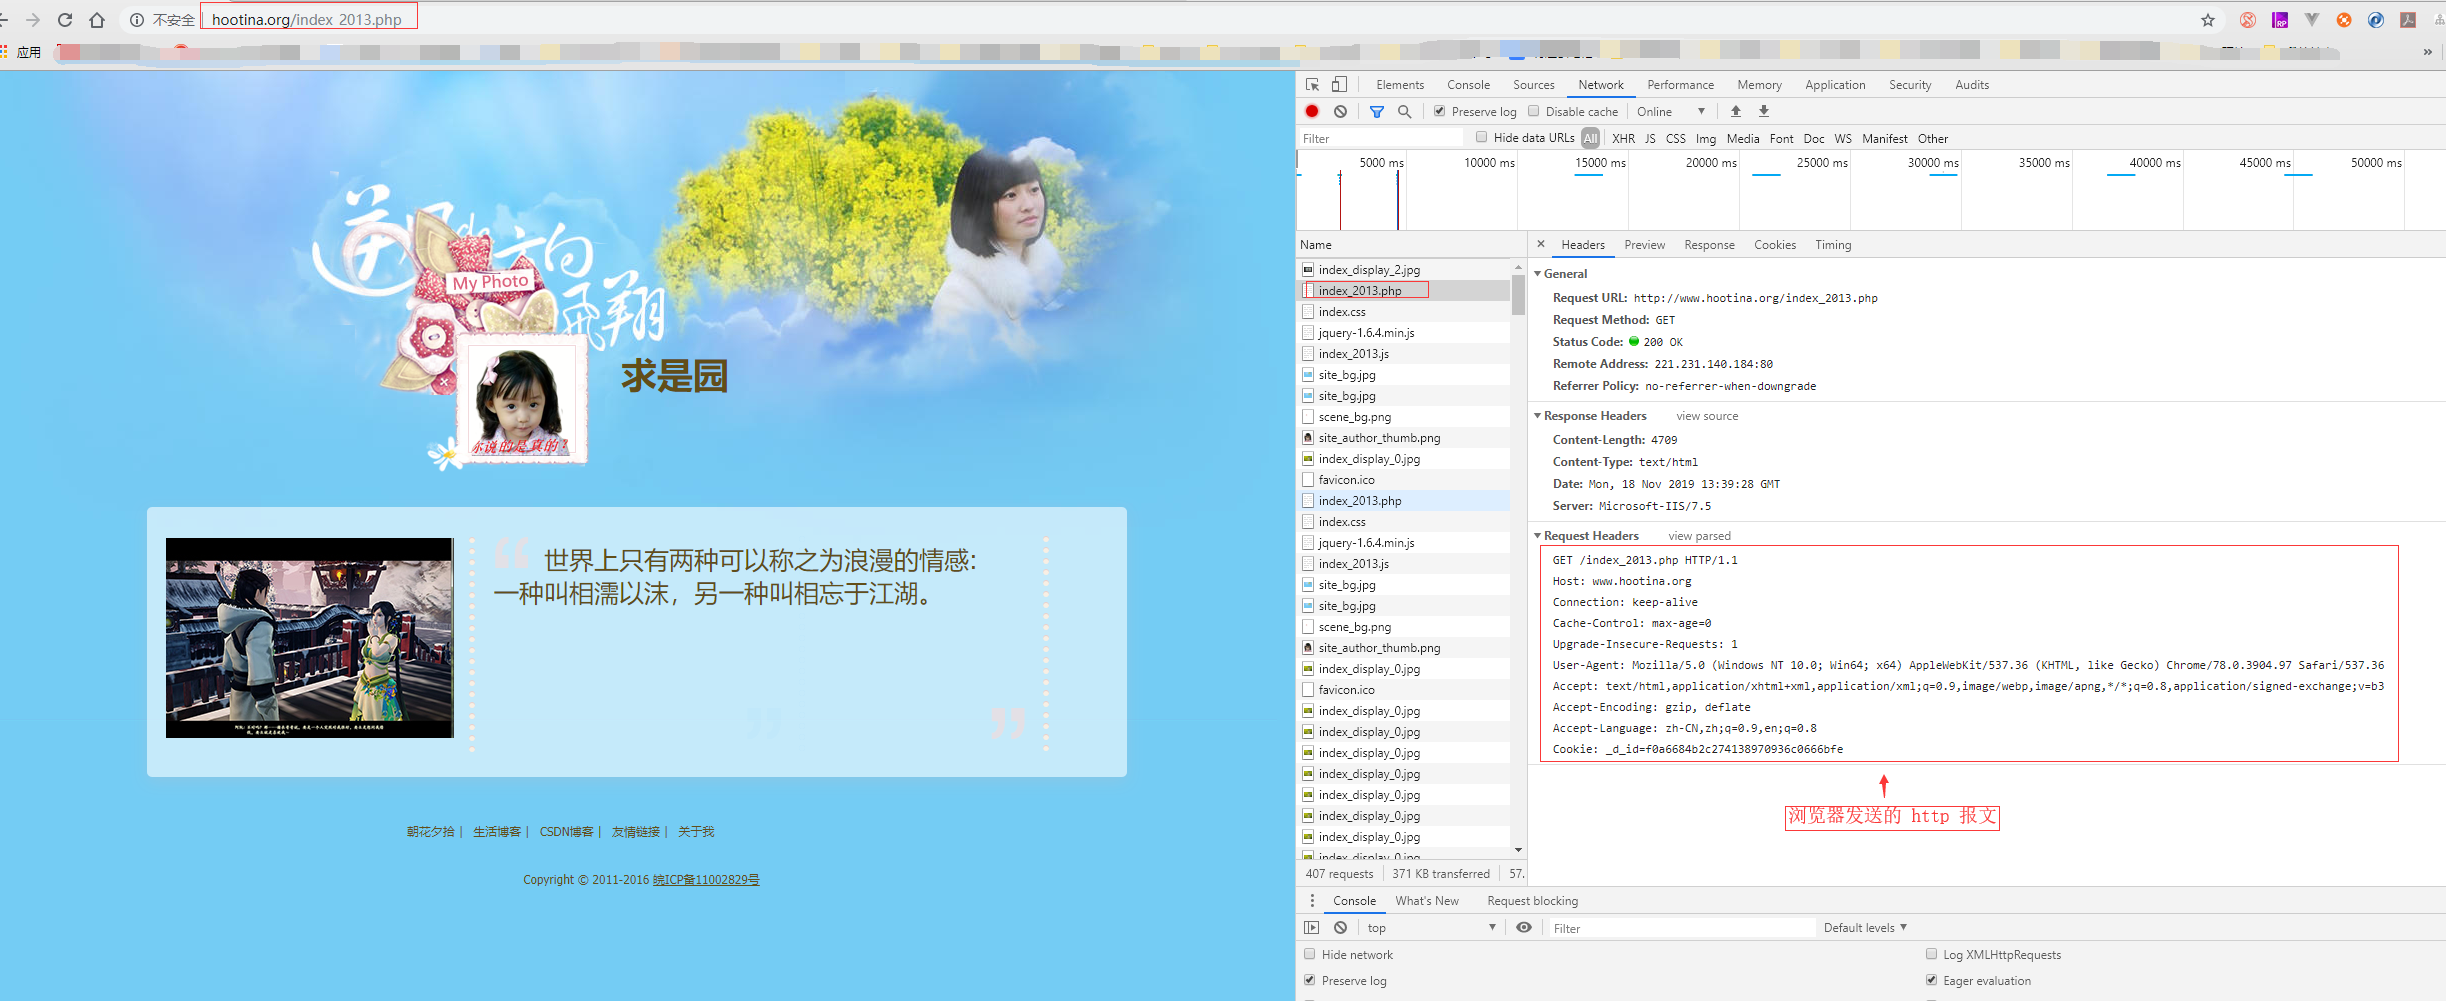 不安全 hootina.org/index_2013.php
应用
逆风的方向
飞翔
My Photo
你说的是真的？
求是园
世界上只有两种可以称之为浪漫的情感:
一种叫相濡以沫，另一种叫相忘于江湖。
朝花夕拾 | 生活博客 | CSDN博客 | 友情链接 | 关于我
Copyright © 2011-2016 皖ICP备11002829号
Elements Console Sources Network Performance Memory Application Security Audits
Preserve log Disable cache Online
Filter Hide data URLs All XHR JS CSS Img Media Font Doc WS Manifest Other
5000 ms 10000 ms 15000 ms 20000 ms 25000 ms 30000 ms 35000 ms 40000 ms 45000 ms 50000 ms
Name
index_display_2.jpg
index_2013.php
index.css
jquery-1.6.4.min.js
index_2013.js
site_bg.jpg
site_bg.jpg
scene_bg.png
site_author_thumb.png
index_display_0.jpg
favicon.ico
index_2013.php
index.css
jquery-1.6.4.min.js
index_2013.js
site_bg.jpg
site_bg.jpg
scene_bg.png
site_author_thumb.png
index_display_0.jpg
favicon.ico
index_display_0.jpg
index_display_0.jpg
index_display_0.jpg
index_display_0.jpg
index_display_0.jpg
index_display_0.jpg
index_display_0.jpg
index_display_0.jpg
407 requests 371 KB transferred 57.
× Headers Preview Response Cookies Timing
General
Request URL: http://www.hootina.org/index_2013.php
Request Method: GET
Status Code: 200 OK
Remote Address: 221.231.140.184:80
Referrer Policy: no-referrer-when-downgrade
Response Headers view source
Content-Length: 4709
Content-Type: text/html
Date: Mon, 18 Nov 2019 13:39:28 GMT
Server: Microsoft-IIS/7.5
Request Headers view parsed
GET /index_2013.php HTTP/1.1
Host: www.hootina.org
Connection: keep-alive
Cache-Control: max-age=0
Upgrade-Insecure-Requests: 1
User-Agent: Mozilla/5.0 (Windows NT 10.0; Win64; x64) AppleWebKit/537.36 (KHTML, like Gecko) Chrome/78.0.3904.97 Safari/537.36
Accept: text/html,application/xhtml+xml,application/xml;q=0.9,image/webp,image/apng,*/*;q=0.8,application/signed-exchange;v=b3
Accept-Encoding: gzip, deflate
Accept-Language: zh-CN,zh;q=0.9,en;q=0.8
Cookie: _d_id=f0a6684b2c274138970936c0666bfe
浏览器发送的 http 报文
Console What's New Request blocking
top Filter Default levels
Hide network Log XMLHttpRequests
Preserve log Eager evaluation